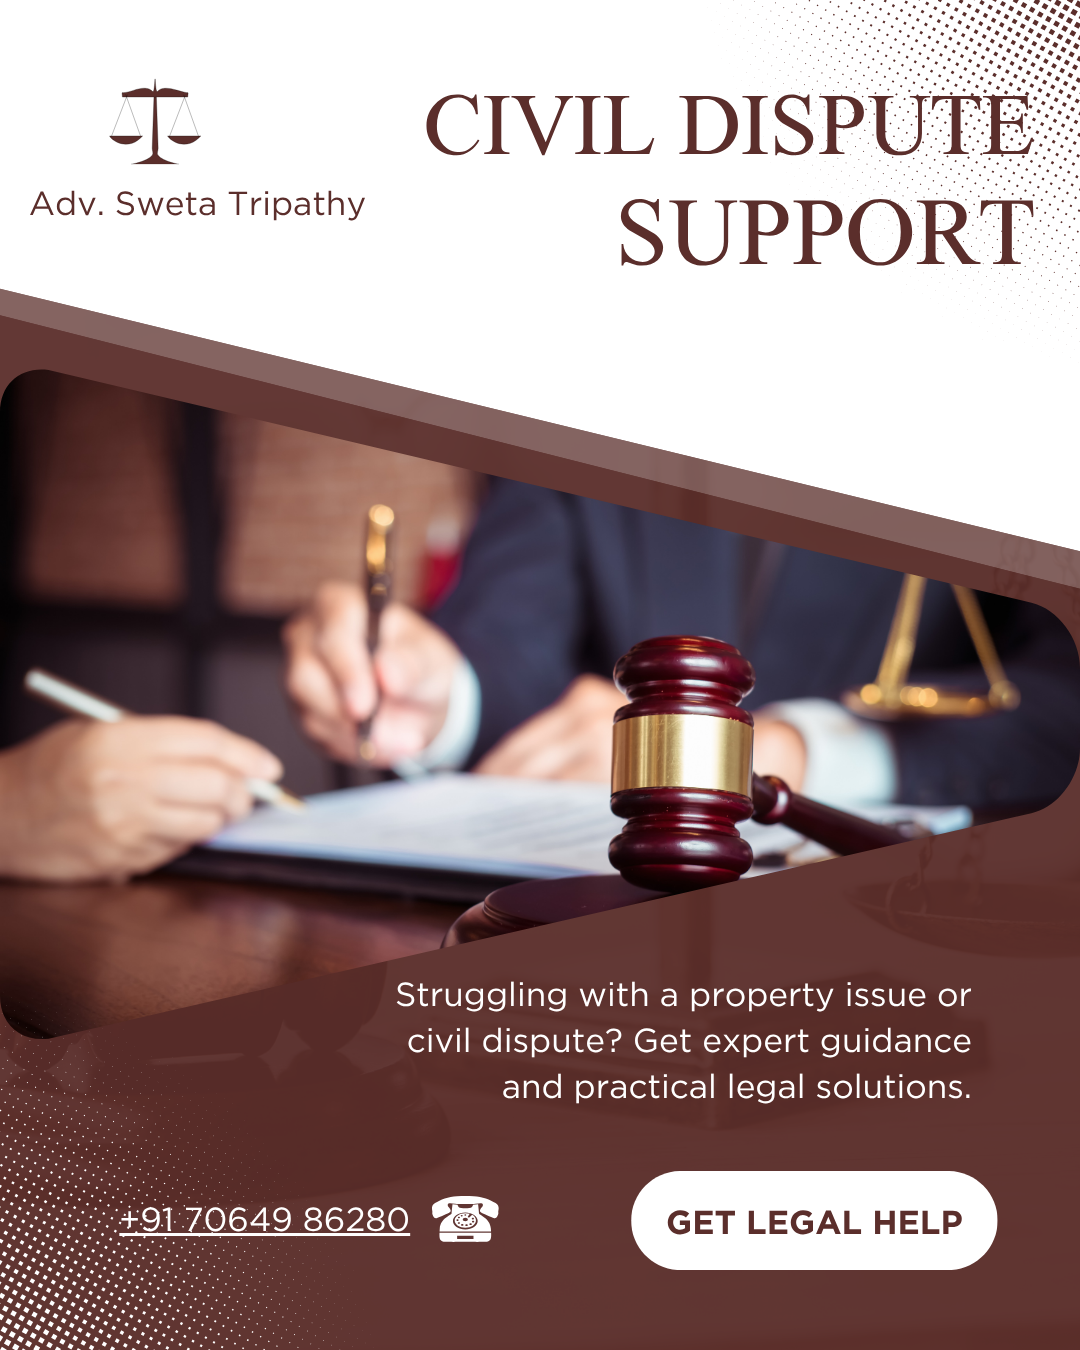 Adv. Sweta Tripathy
CIVIL DISPUTE
SUPPORT
Struggling with a property issue or
civil dispute? Get expert guidance
and practical legal solutions.
+91 70649 86280
GET LEGAL HELP